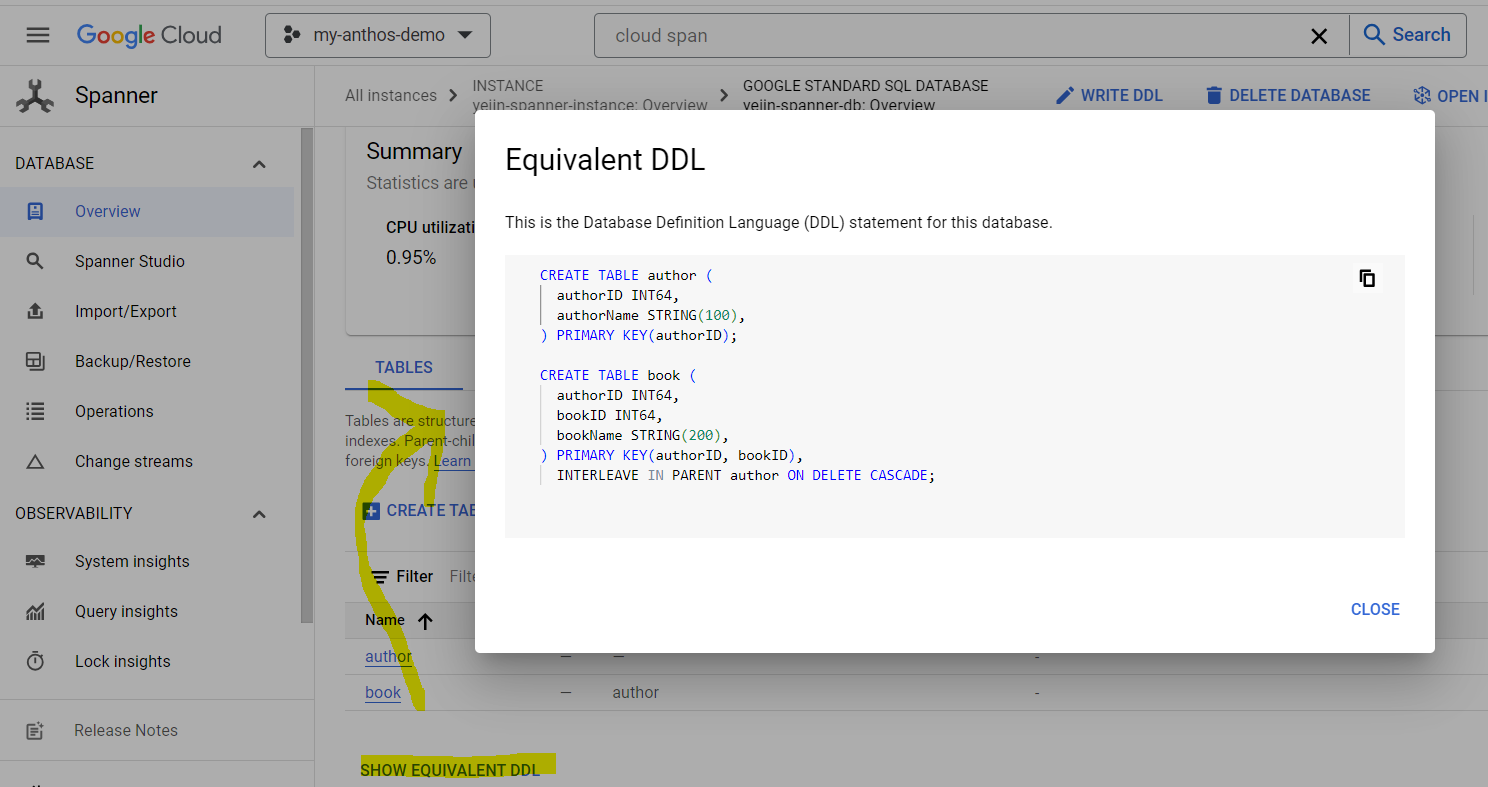 Google Cloud
my-anthos-demo
cloud span
Search
Spanner
All instances
INSTANCE
yejin-spanner-instance: Overview
GOOGLE STANDARD SQL DATABASE
yejin-spanner-db: Overview
WRITE DDL
DELETE DATABASE
OPEN I
DATABASE
Overview
Spanner Studio
Import/Export
Backup/Restore
Operations
Change streams
OBSERVABILITY
System insights
Query insights
Lock insights
Release Notes
Summary
Statistics are
CPU utilizati
0.95%
TABLES
Tables are structure
indexes. Parent-chil
foreign keys. Learn
CREATE TAB
Filter Filte
Name
author — — -
book — author -
SHOW EQUIVALENT DDL
Equivalent DDL
This is the Database Definition Language (DDL) statement for this database.
CREATE TABLE author (
authorID INT64,
authorName STRING(100),
) PRIMARY KEY(authorID);
CREATE TABLE book (
authorID INT64,
bookID INT64,
bookName STRING(200),
) PRIMARY KEY(authorID, bookID),
INTERLEAVE IN PARENT author ON DELETE CASCADE;
CLOSE